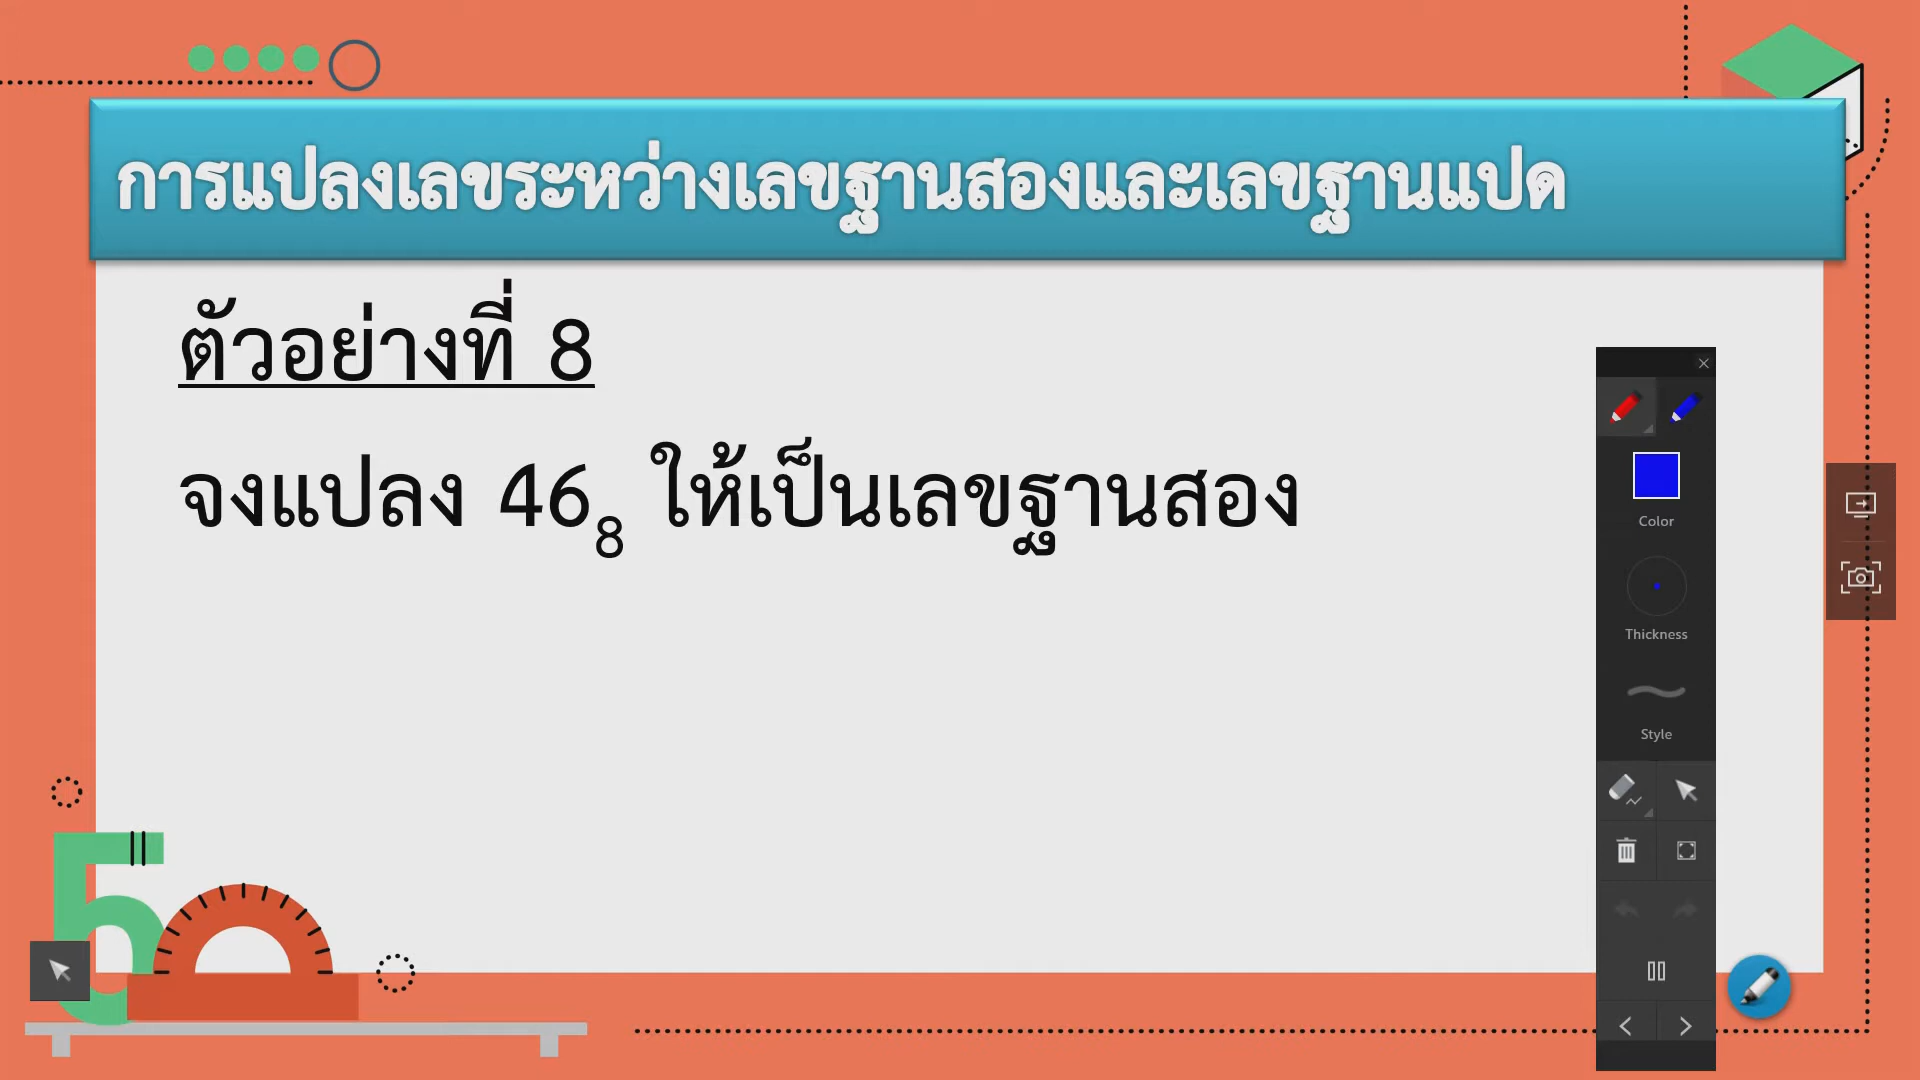 การแปลงเลขระหว่างเลขฐานสองและเลขฐานแปด
ตัวอย่างที่ 8
จงแปลง 46₈ ให้เป็นเลขฐานสอง
Color
Thickness
Style
5